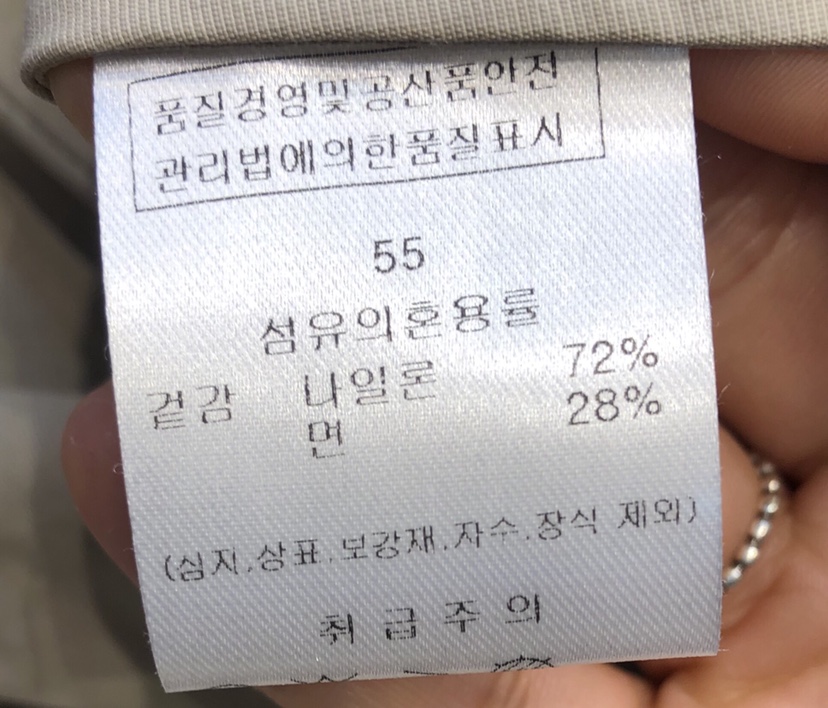 품질경영및공산품안전
관리법에의한품질표시
55
섬유의혼용률
겉감 나일론 72%
면 28%
(심지.상표.보강재.자수.장식 제외)
취급주의